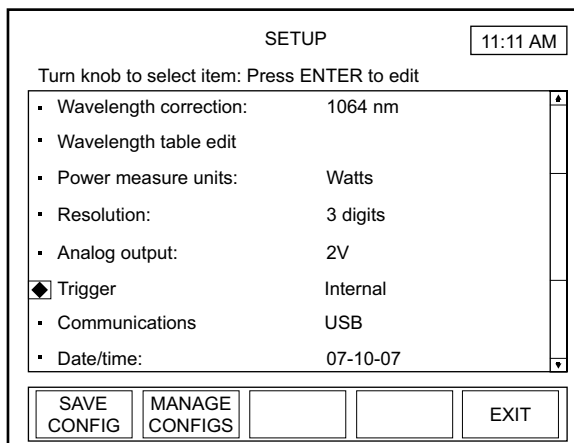 SETUP
11:11 AM
Turn knob to select item: Press ENTER to edit
Wavelength correction: 1064 nm
Wavelength table edit
Power measure units: Watts
Resolution: 3 digits
Analog output: 2V
Trigger Internal
Communications USB
Date/time: 07-10-07
SAVE CONFIG
MANAGE CONFIGS
EXIT